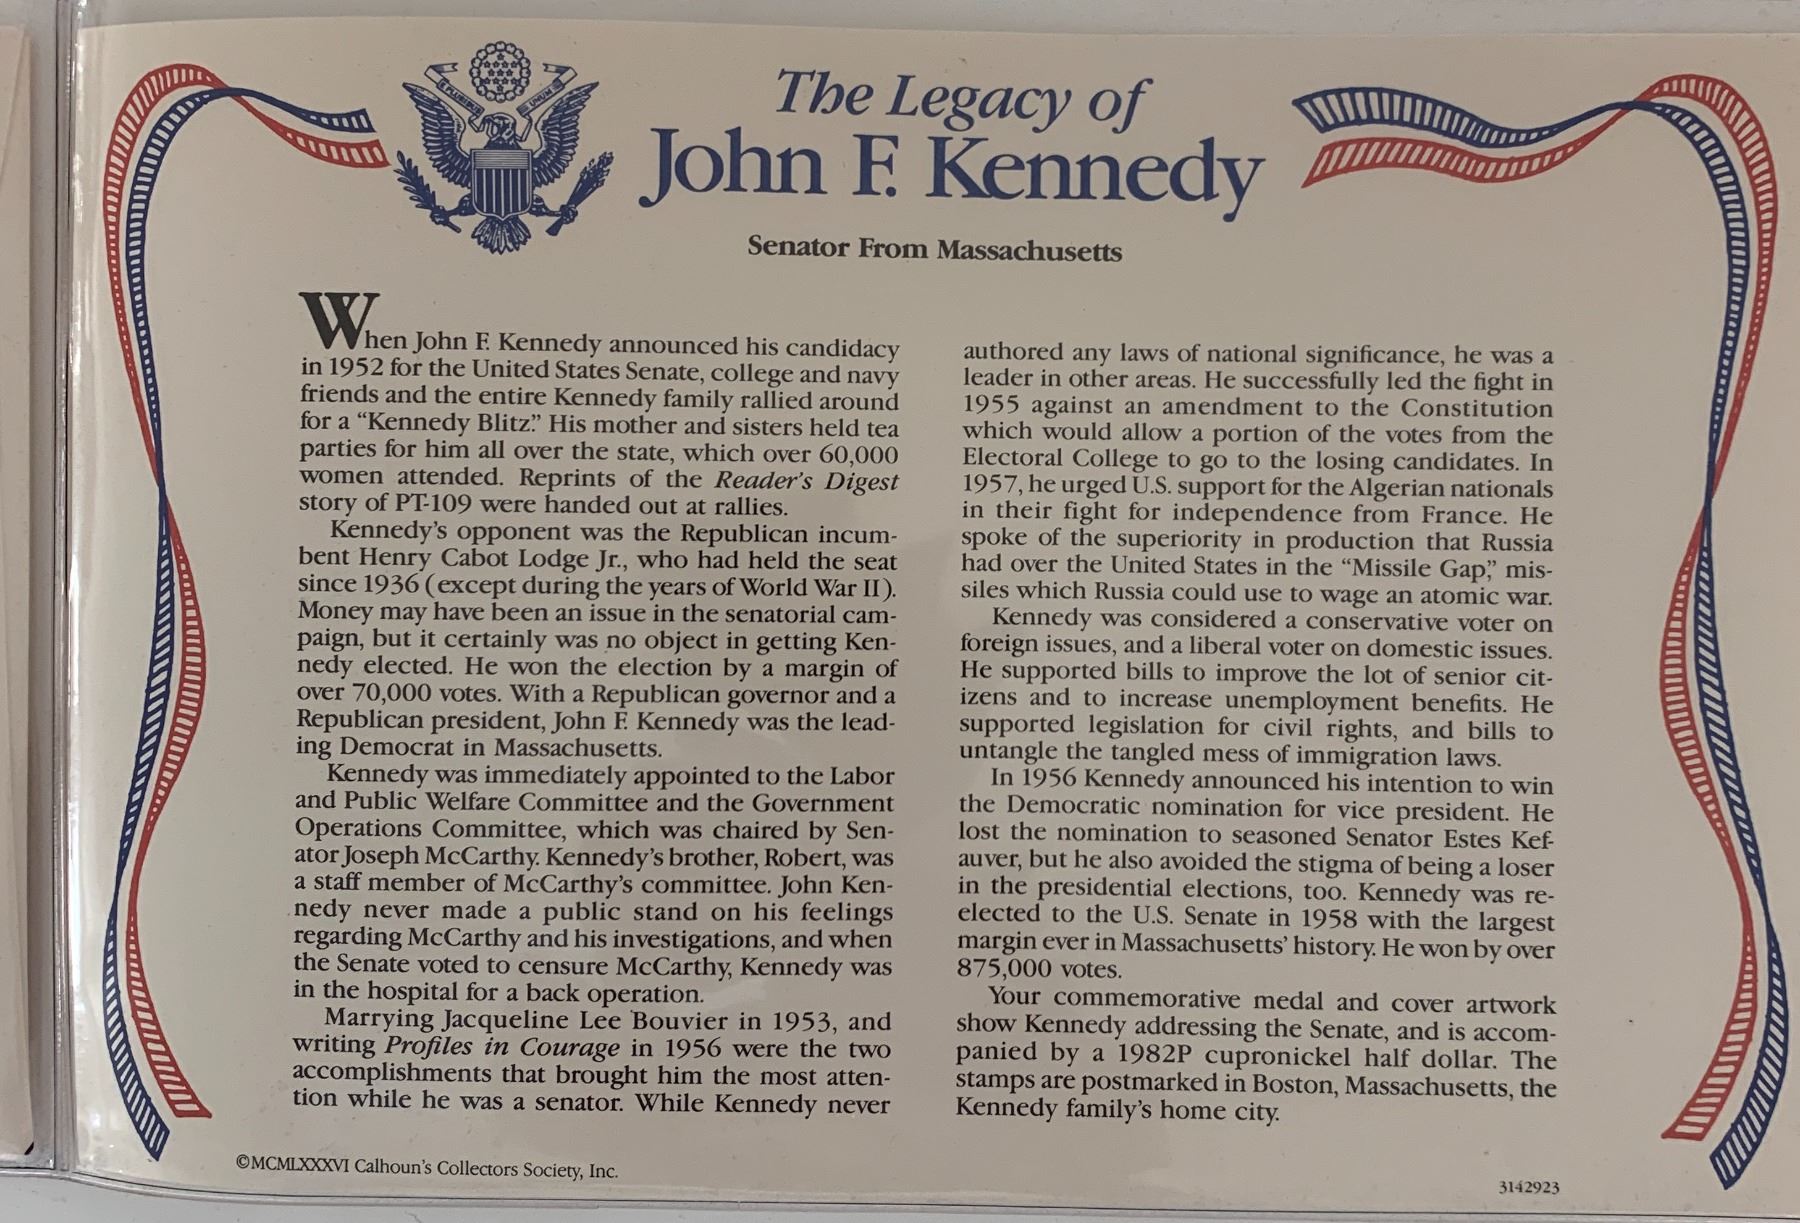 E PLURIBUS UNUM
The Legacy of
John F. Kennedy
Senator From Massachusetts
When John F. Kennedy announced his candidacy
in 1952 for the United States Senate, college and navy
friends and the entire Kennedy family rallied around
for a “Kennedy Blitz.” His mother and sisters held tea
parties for him all over the state, which over 60,000
women attended. Reprints of the Reader's Digest
story of PT-109 were handed out at rallies.
Kennedy's opponent was the Republican incum-
bent Henry Cabot Lodge Jr., who had held the seat
since 1936 (except during the years of World War II).
Money may have been an issue in the senatorial cam-
paign, but it certainly was no object in getting Ken-
nedy elected. He won the election by a margin of
over 70,000 votes. With a Republican governor and a
Republican president, John F. Kennedy was the lead-
ing Democrat in Massachusetts.
Kennedy was immediately appointed to the Labor
and Public Welfare Committee and the Government
Operations Committee, which was chaired by Sen-
ator Joseph McCarthy. Kennedy's brother, Robert, was
a staff member of McCarthy's committee. John Ken-
nedy never made a public stand on his feelings
regarding McCarthy and his investigations, and when
the Senate voted to censure McCarthy, Kennedy was
in the hospital for a back operation.
Marrying Jacqueline Lee Bouvier in 1953, and
writing Profiles in Courage in 1956 were the two
accomplishments that brought him the most atten-
tion while he was a senator. While Kennedy never
authored any laws of national significance, he was a
leader in other areas. He successfully led the fight in
1955 against an amendment to the Constitution
which would allow a portion of the votes from the
Electoral College to go to the losing candidates. In
1957, he urged U.S. support for the Algerian nationals
in their fight for independence from France. He
spoke of the superiority in production that Russia
had over the United States in the “Missile Gap,” mis-
siles which Russia could use to wage an atomic war.
Kennedy was considered a conservative voter on
foreign issues, and a liberal voter on domestic issues.
He supported bills to improve the lot of senior cit-
izens and to increase unemployment benefits. He
supported legislation for civil rights, and bills to
untangle the tangled mess of immigration laws.
In 1956 Kennedy announced his intention to win
the Democratic nomination for vice president. He
lost the nomination to seasoned Senator Estes Kef-
auver, but he also avoided the stigma of being a loser
in the presidential elections, too. Kennedy was re-
elected to the U.S. Senate in 1958 with the largest
margin ever in Massachusetts' history. He won by over
875,000 votes.
Your commemorative medal and cover artwork
show Kennedy addressing the Senate, and is accom-
panied by a 1982P cupronickel half dollar. The
stamps are postmarked in Boston, Massachusetts, the
Kennedy family's home city.
©MCMLXXXVI Calhoun's Collectors Society, Inc.
3142923